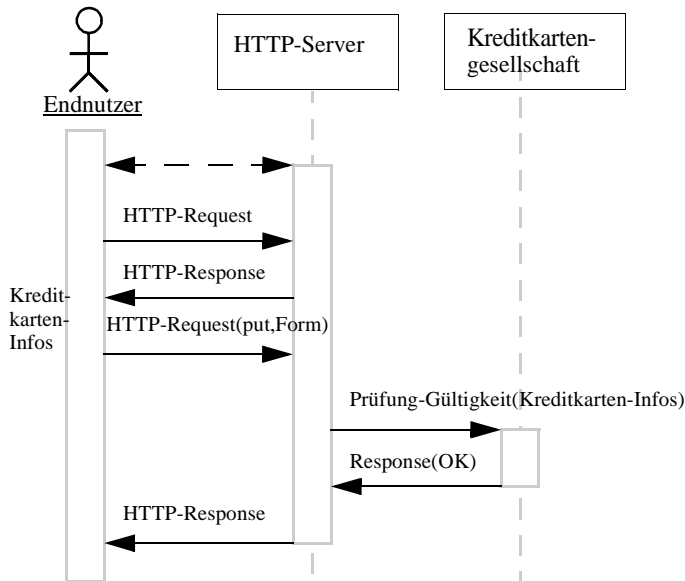 HTTP-Server
Kreditkarten-
gesellschaft
Endnutzer
HTTP-Request
HTTP-Response
Kredit-
karten-
Infos
HTTP-Request(put,Form)
Prüfung-Gültigkeit(Kreditkarten-Infos)
Response(OK)
HTTP-Response